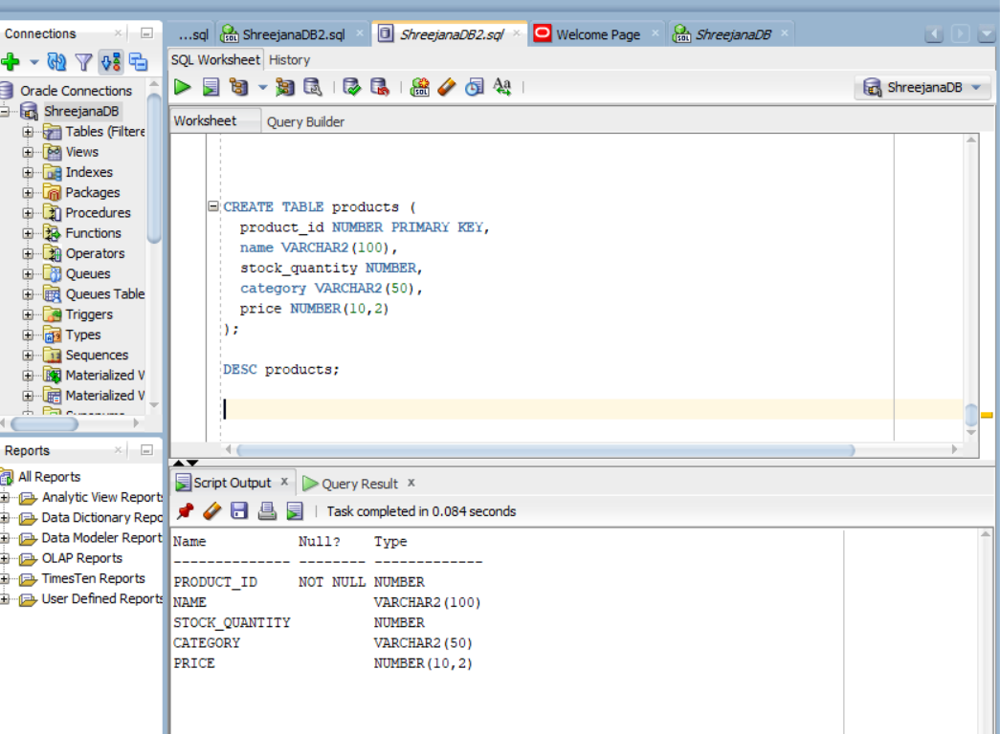 Connections
Oracle Connections
ShreejanaDB
Tables (Filtere
Views
Indexes
Packages
Procedures
Functions
Operators
Queues
Queues Table
Triggers
Types
Sequences
Materialized V
Materialized V
Reports
All Reports
Analytic View Reports
Data Dictionary Repo
Data Modeler Report
OLAP Reports
TimesTen Reports
User Defined Reports
...sql ShreejanaDB2.sql ShreejanaDB2.sql Welcome Page ShreejanaDB
SQL Worksheet History
ShreejanaDB
Worksheet Query Builder
CREATE TABLE products (
product_id NUMBER PRIMARY KEY,
name VARCHAR2(100),
stock_quantity NUMBER,
category VARCHAR2(50),
price NUMBER(10,2)
);
DESC products;
Script Output x Query Result x
Task completed in 0.084 seconds
Name Null? Type
-------------- -------- -------------
PRODUCT_ID NOT NULL NUMBER
NAME VARCHAR2(100)
STOCK_QUANTITY NUMBER
CATEGORY VARCHAR2(50)
PRICE NUMBER(10,2)